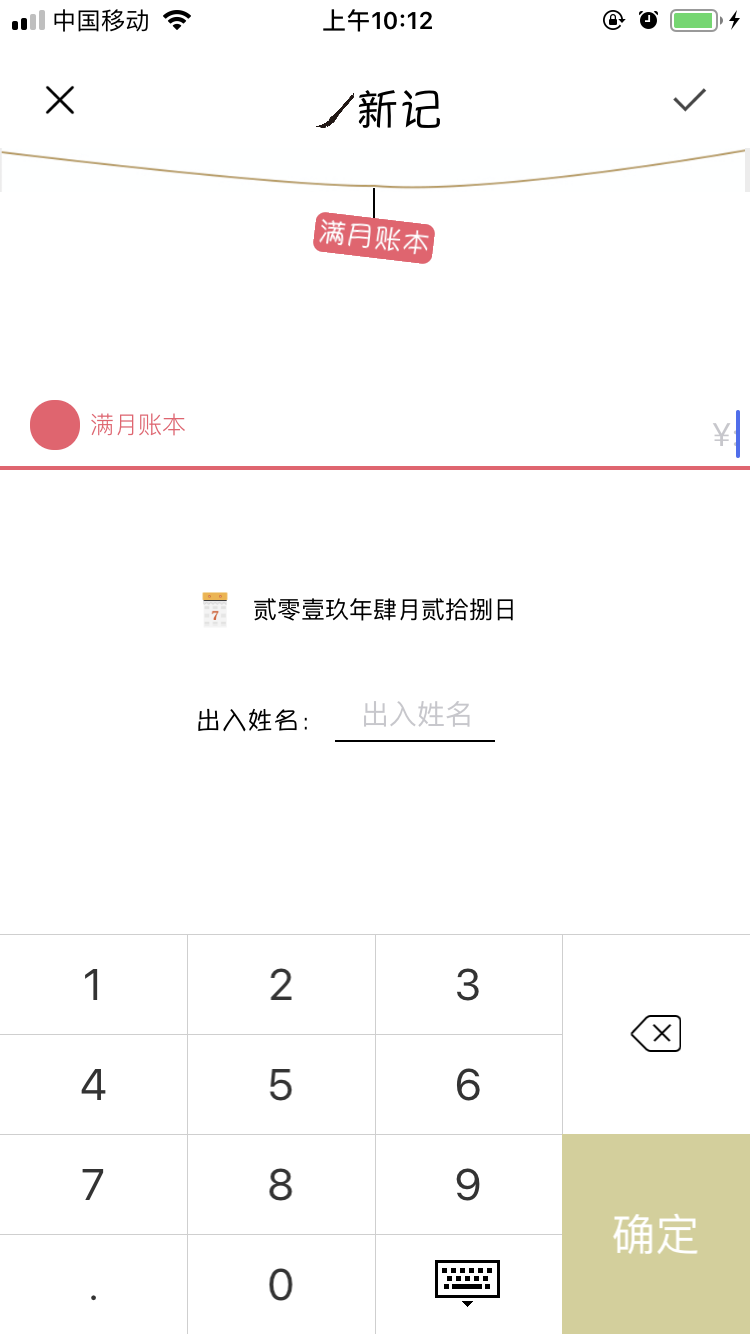 中国移动 上午10:12
新记
满月账本
满月账本 ¥:
7
贰零壹玖年肆月贰拾捌日
出入姓名: 出入姓名
1 2 3
4 5 6
7 8 9
确定
. 0